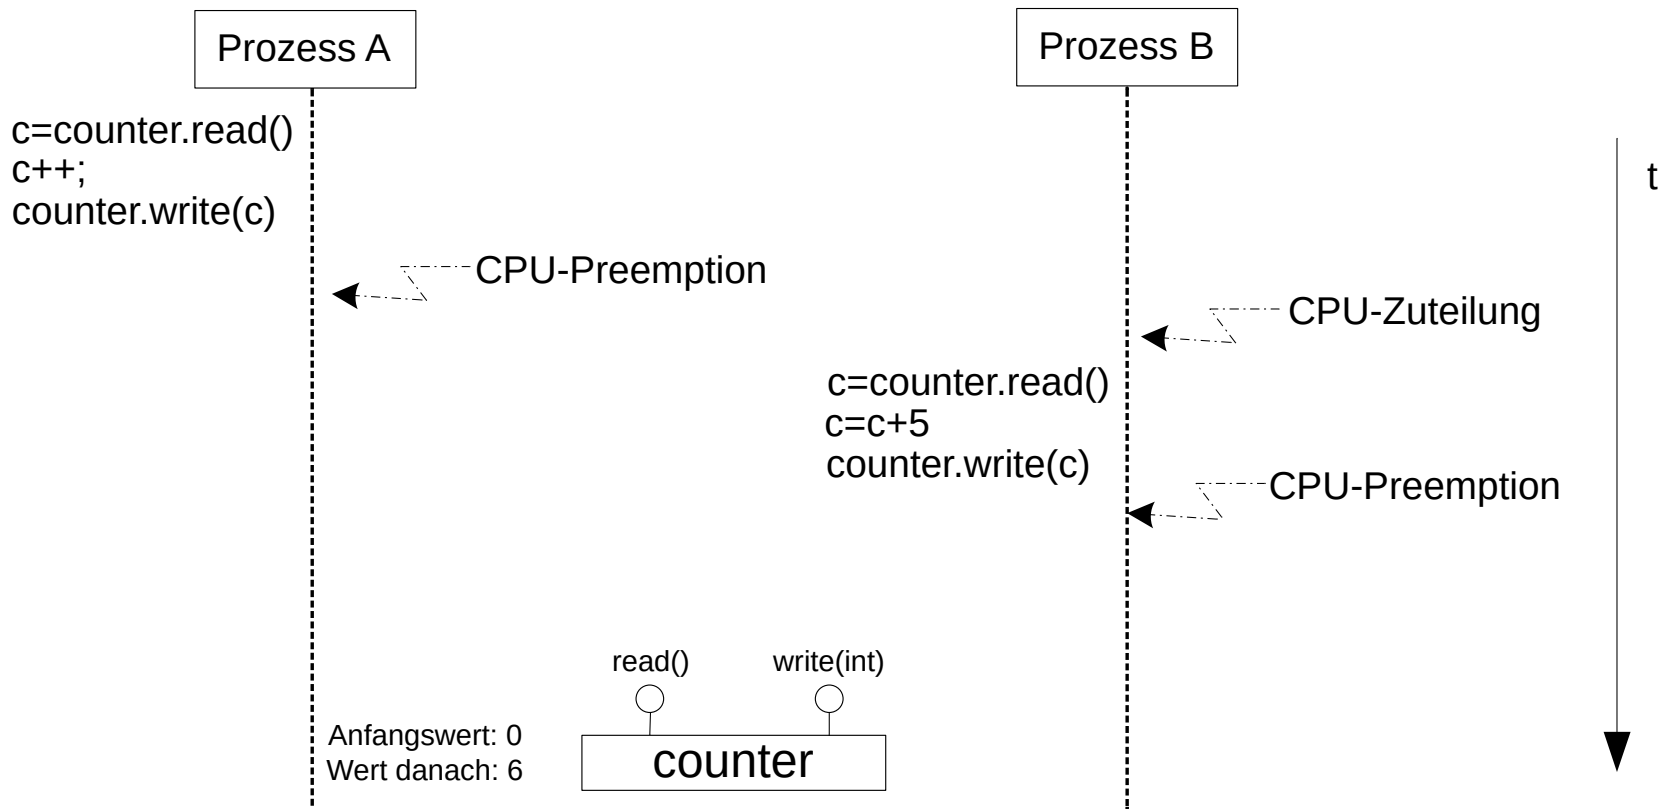 Prozess A
Prozess B
c=counter.read()
c++;
counter.write(c)
t
CPU-Preemption
CPU-Zuteilung
c=counter.read()
c=c+5
counter.write(c)
CPU-Preemption
read()
write(int)
Anfangswert: 0
Wert danach: 6
counter